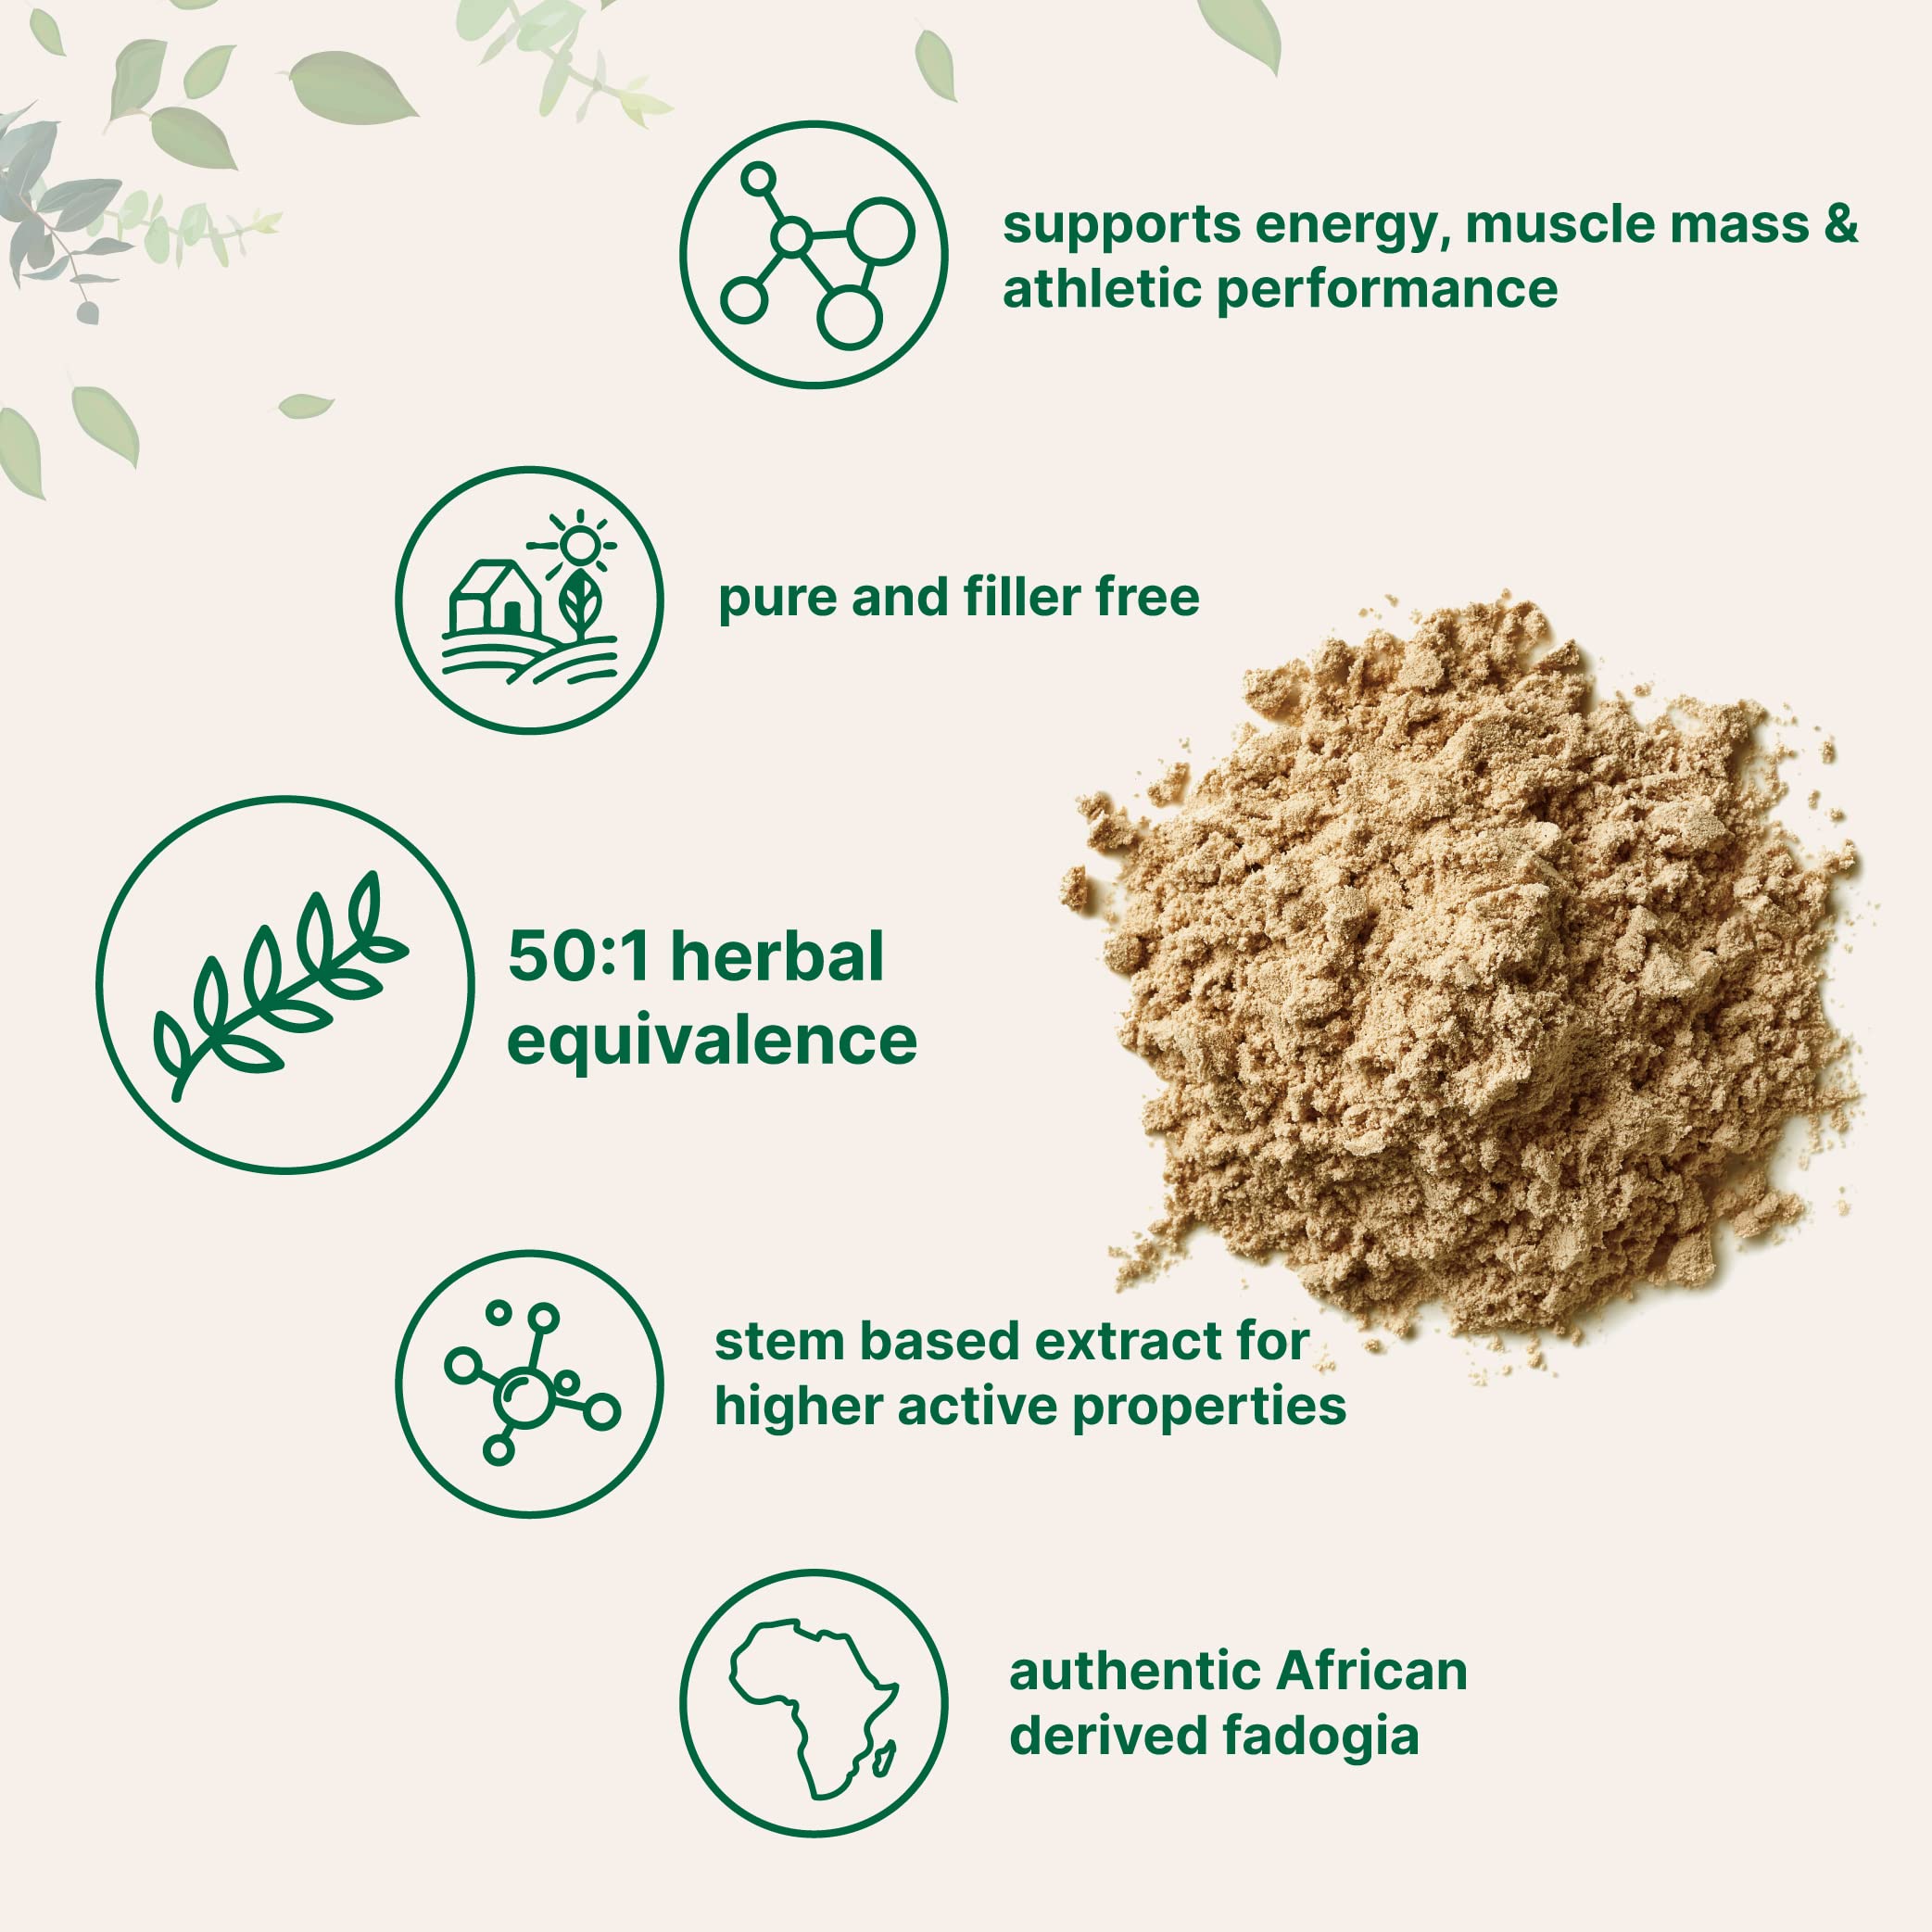 supports energy, muscle mass &
athletic performance
pure and filler free
50:1 herbal
equivalence
stem based extract for
higher active properties
authentic African
derived fadogia